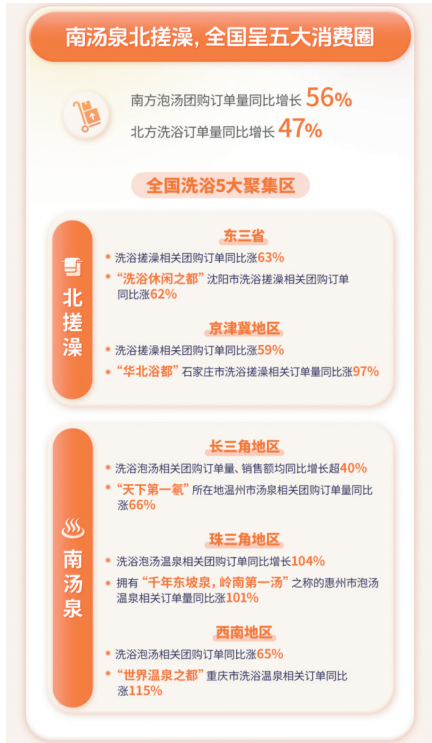 南汤泉北搓澡，全国呈五大消费圈
南方泡汤团购订单量同比增长 56%
北方洗浴订单量同比增长 47%
全国洗浴5大聚集区
北搓澡
东三省
洗浴搓澡相关团购订单同比涨63%
“洗浴休闲之都”沈阳市洗浴搓澡相关团购订单
同比涨62%
京津冀地区
洗浴搓澡相关团购订单同比涨59%
“华北浴都”石家庄市洗浴搓澡相关订单量同比涨97%
南汤泉
长三角地区
洗浴泡汤相关团购订单量、销售额均同比增长超40%
“天下第一氡”所在地温州市汤泉相关团购订单量同比
涨66%
珠三角地区
洗浴泡汤温泉相关团购订单同比增长104%
拥有“千年东坡泉，岭南第一汤”之称的惠州市泡汤
温泉相关订单量同比涨101%
西南地区
洗浴泡汤相关团购订单同比涨65%
“世界温泉之都”重庆市洗浴温泉相关订单同比
涨115%